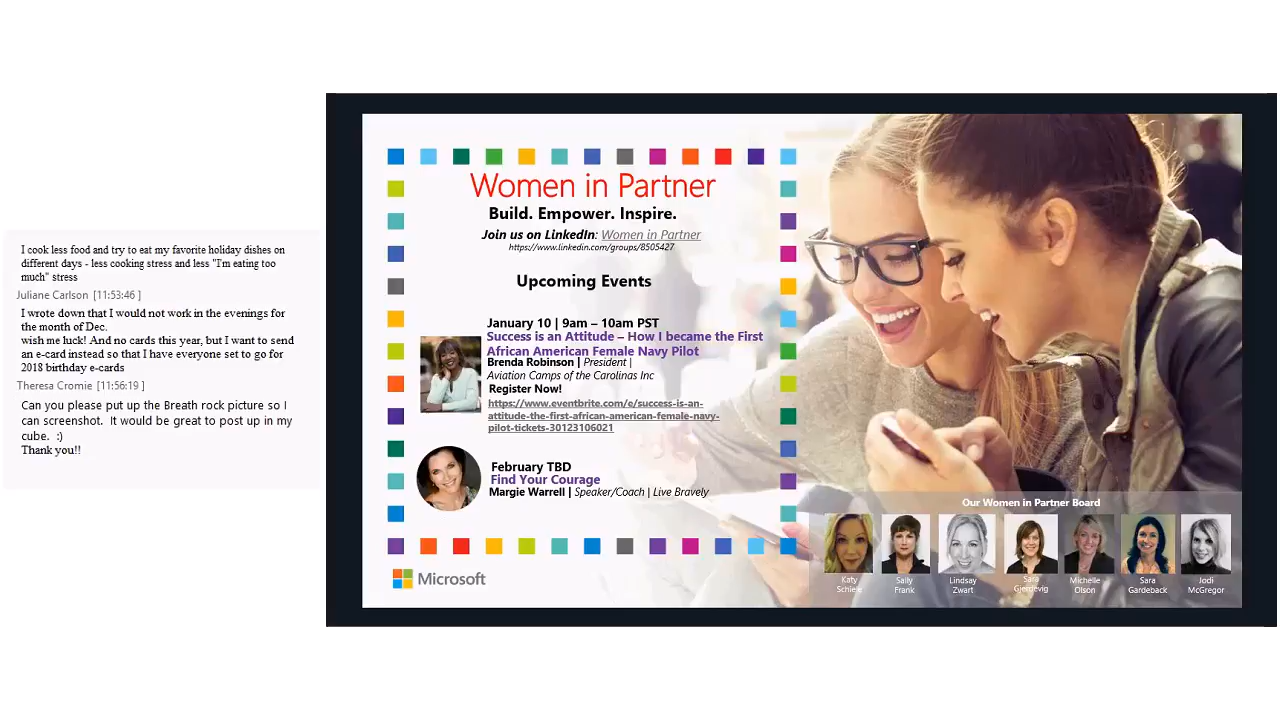 I cook less food and try to eat my favorite holiday dishes on
different days - less cooking stress and less "I'm eating too
much" stress
Juliane Carlson [11:53:46 ]
I wrote down that I would not work in the evenings for
the month of Dec.
wish me luck! And no cards this year, but I want to send
an e-card instead so that I have everyone set to go for
2018 birthday e-cards
Theresa Cromie [11:56:19 ]
Can you please put up the Breath rock picture so I
can screenshot.  It would be great to post up in my
cube.  :)
Thank you!!
Women in Partner
Build. Empower. Inspire.
Join us on LinkedIn: Women in Partner
https://www.linkedin.com/groups/8505427
Upcoming Events
January 10 | 9am – 10am PST
Success is an Attitude – How I became the First
African American Female Navy Pilot
Brenda Robinson | President |
Aviation Camps of the Carolinas Inc
Register Now!
https://www.eventbrite.com/e/success-is-an-
attitude-the-first-african-american-female-navy-
pilot-tickets-30123106021
February TBD
Find Your Courage
Margie Warrell | Speaker/Coach | Live Bravely
Microsoft
Our Women in Partner Board
Katy
Sally
Frank
Lindsay
Zwart
Sara
Michelle
Olson
Sara
Gardeback
Jodi
McGregor